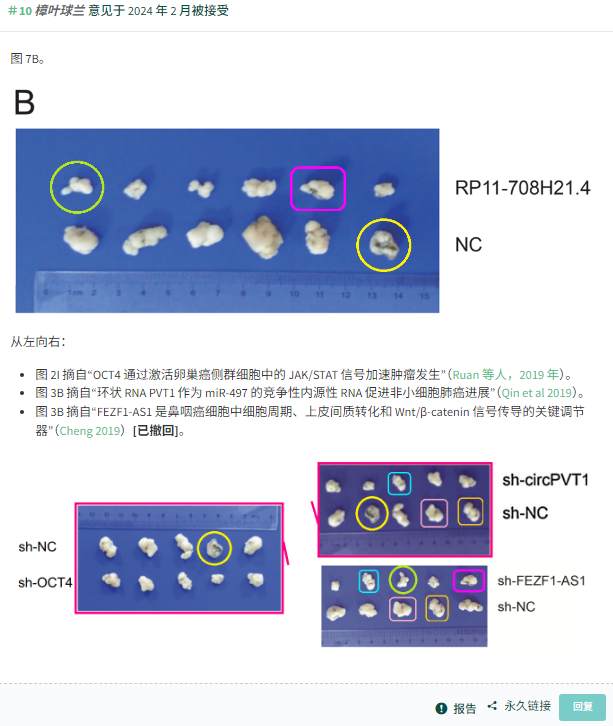 #10 樟叶球兰 意见于 2024 年 2 月被接受
图 7B。
B
RP11-708H21.4
NC
0 1cm 2 3 4 5 6 7 8 9 10 11 12 13 14 15
从左向右：
图 2I 摘自“OCT4 通过激活卵巢癌侧群细胞中的 JAK/STAT 信号加速肿瘤发生”（Ruan 等人，2019 年）。
图 3B 摘自“环状 RNA PVT1 作为 miR-497 的竞争性内源性 RNA 促进非小细胞肺癌进展”（Qin et al 2019）。
图 3B 摘自“FEZF1-AS1 是鼻咽癌细胞中细胞周期、上皮间质转化和 Wnt/β-catenin 信号传导的关键调节
器”（Cheng 2019）[已撤回]。
sh-circPVT1
sh-NC
sh-NC
sh-OCT4
sh-FEZF1-AS1
sh-NC
报告
永久链接
回复